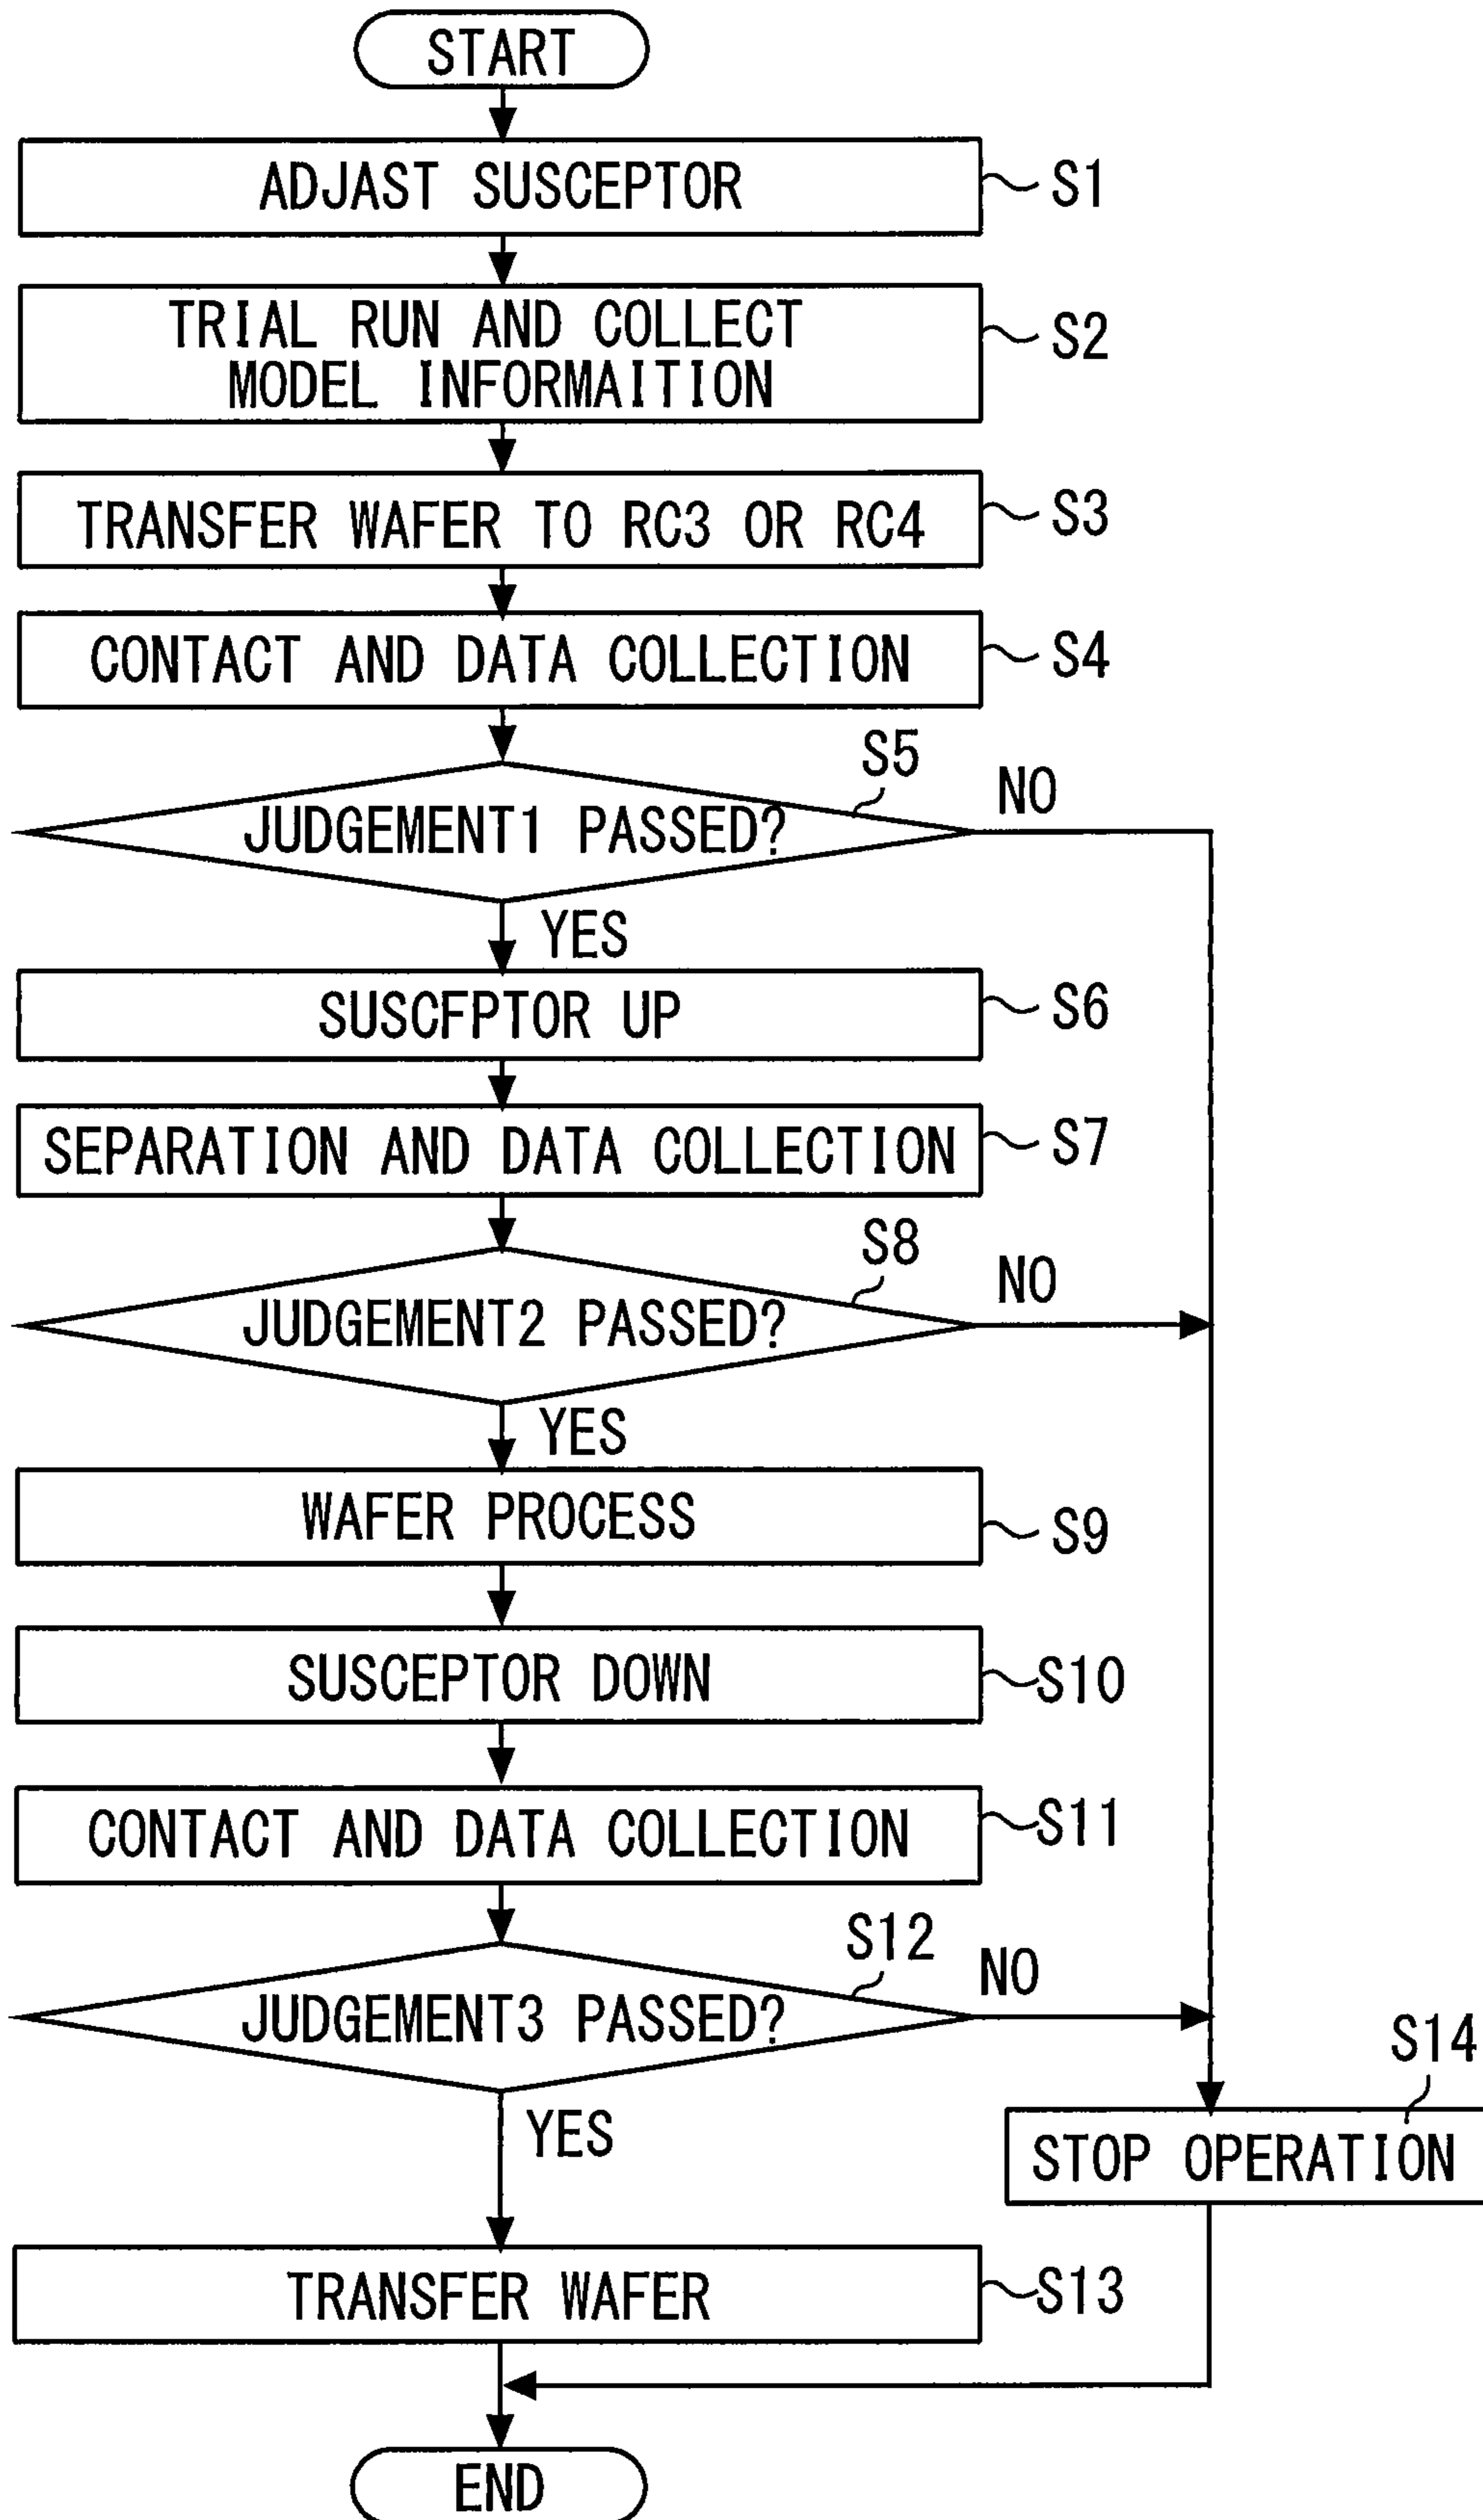 START
ADJAST SUSCEPTOR
S1
TRIAL RUN AND COLLECT
MODEL INFORMAITION
S2
TRANSFER WAFER TO RC3 OR RC4
S3
CONTACT AND DATA COLLECTION
S4
S5
JUDGEMENT1 PASSED?
NO
YES
SUSCFPTOR UP
S6
SEPARATION AND DATA COLLECTION
S7
S8
JUDGEMENT2 PASSED?
NO
YES
WAFER PROCESS
S9
SUSCEPTOR DOWN
S10
CONTACT AND DATA COLLECTION
S11
S12
JUDGEMENT3 PASSED?
NO
YES
S14
STOP OPERATION
TRANSFER WAFER
S13
END